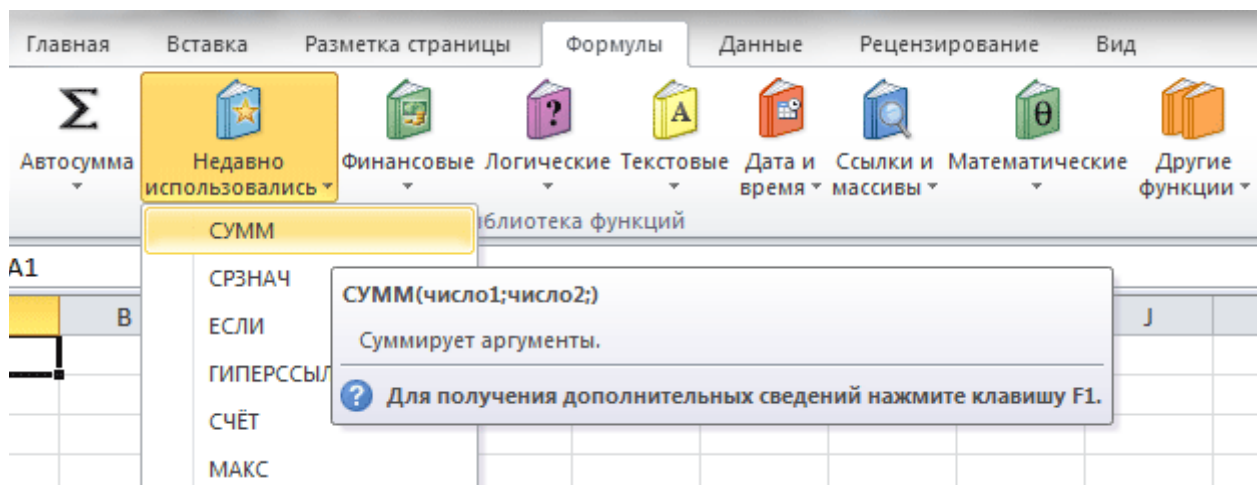 Главная Вставка Разметка страницы Формулы Данные Рецензирование Вид
Σ ? A θ
Автосумма Недавно использовались Финансовые Логические Текстовые Дата и время Ссылки и массивы Математические Другие функции
иблиотека функций
СУММ
A1
B J
СРЗНАЧ
ЕСЛИ
ГИПЕРССЫЛ
СЧЁТ
МАКС
СУММ(число1;число2;)
Суммирует аргументы.
? Для получения дополнительных сведений нажмите клавишу F1.